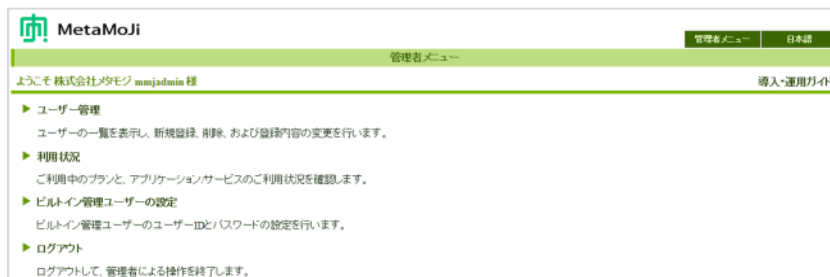 MetaMoJi
管理者メニュー 日本語
管理者メニュー
ようこそ 株式会社メタモジ mmjadmin 様 導入・運用ガイド
▶ ユーザー管理
ユーザーの一覧を表示し、新規登録、削除、および登録内容の変更を行います。
▶ 利用状況
ご利用中のプランと、アプリケーション/サービスのご利用状況を確認します。
▶ ビルトイン管理ユーザーの設定
ビルトイン管理ユーザーのユーザーIDとパスワードの設定を行います。
▶ ログアウト
ログアウトして、管理者による操作を終了します。